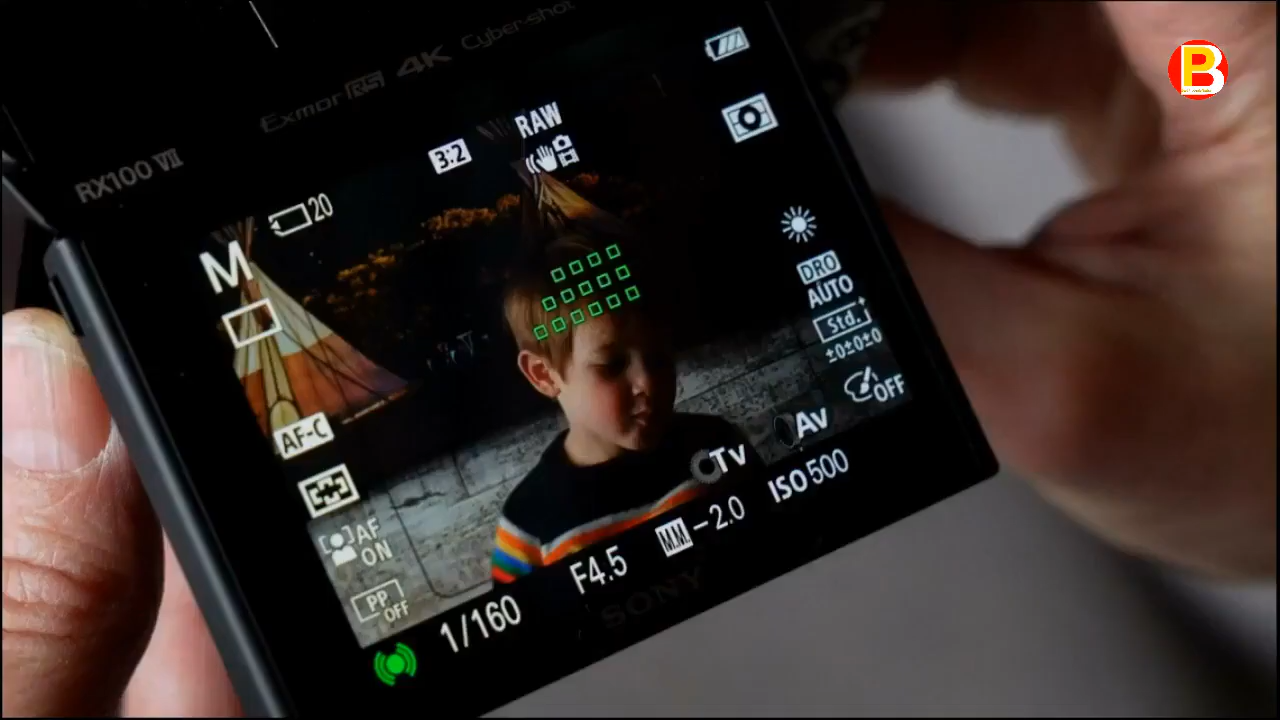 Cyber-shot
Exmor RS 4K
RX100 VII
B
RAW
3:2
20
M
DRO
AUTO
Std.
±0±0±0
OFF
AF-C
Av
Tv
AF
ON
ISO 500
M.M. −2.0
PP
OFF
F4.5
1/160
SONY